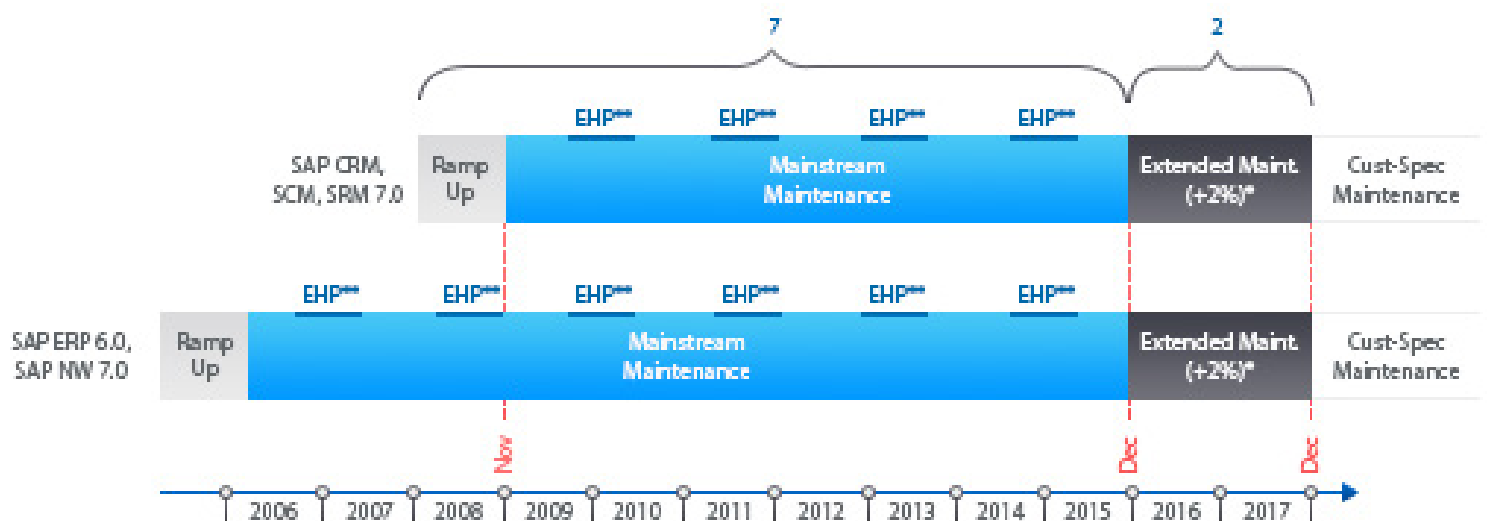 7
2
EHP*** EHP*** EHP*** EHP***
SAP CRM,
SCM, SRM 7.0
Ramp
Up
Mainstream
Maintenance
Extended Maint.
(+2%)*
Cust-Spec
Maintenance
EHP*** EHP*** EHP*** EHP*** EHP*** EHP***
SAP ERP 6.0,
SAP NW 7.0
Ramp
Up
Mainstream
Maintenance
Extended Maint.
(+2%)*
Cust-Spec
Maintenance
Nov
Dec
Dec
2006 2007 2008 2009 2010 2011 2012 2013 2014 2015 2016 2017